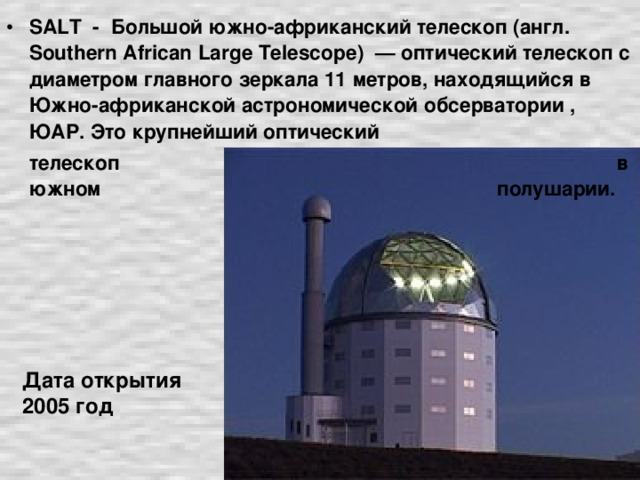 • SALT - Большой южно-африканский телескоп (англ.
Southern African Large Telescope) — оптический телескоп с
диаметром главного зеркала 11 метров, находящийся в
Южно-африканской астрономической обсерватории ,
ЮАР. Это крупнейший оптический
телескоп в
южном полушарии.
Дата открытия
2005 год